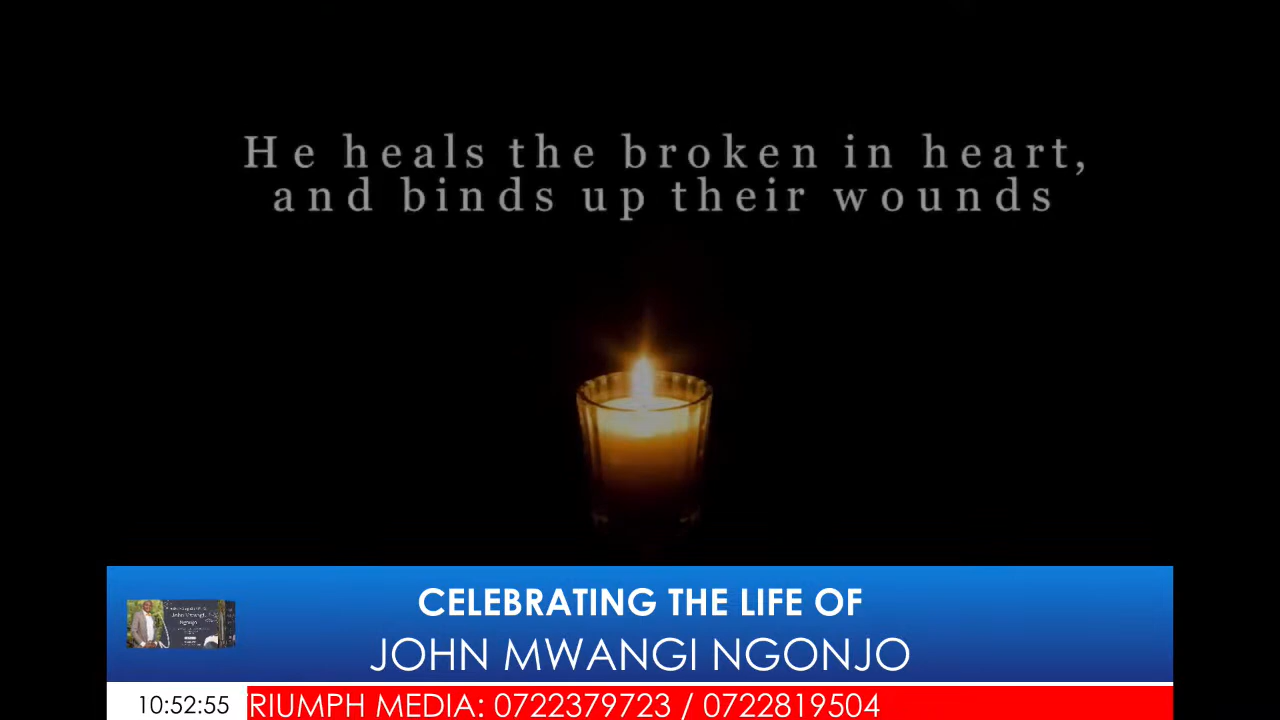 He heals the broken in heart,
and binds up their wounds
CELEBRATING THE LIFE OF
JOHN MWANGI NGONJO
10:52:55
RIUMPH MEDIA: 0722379723 / 0722819504